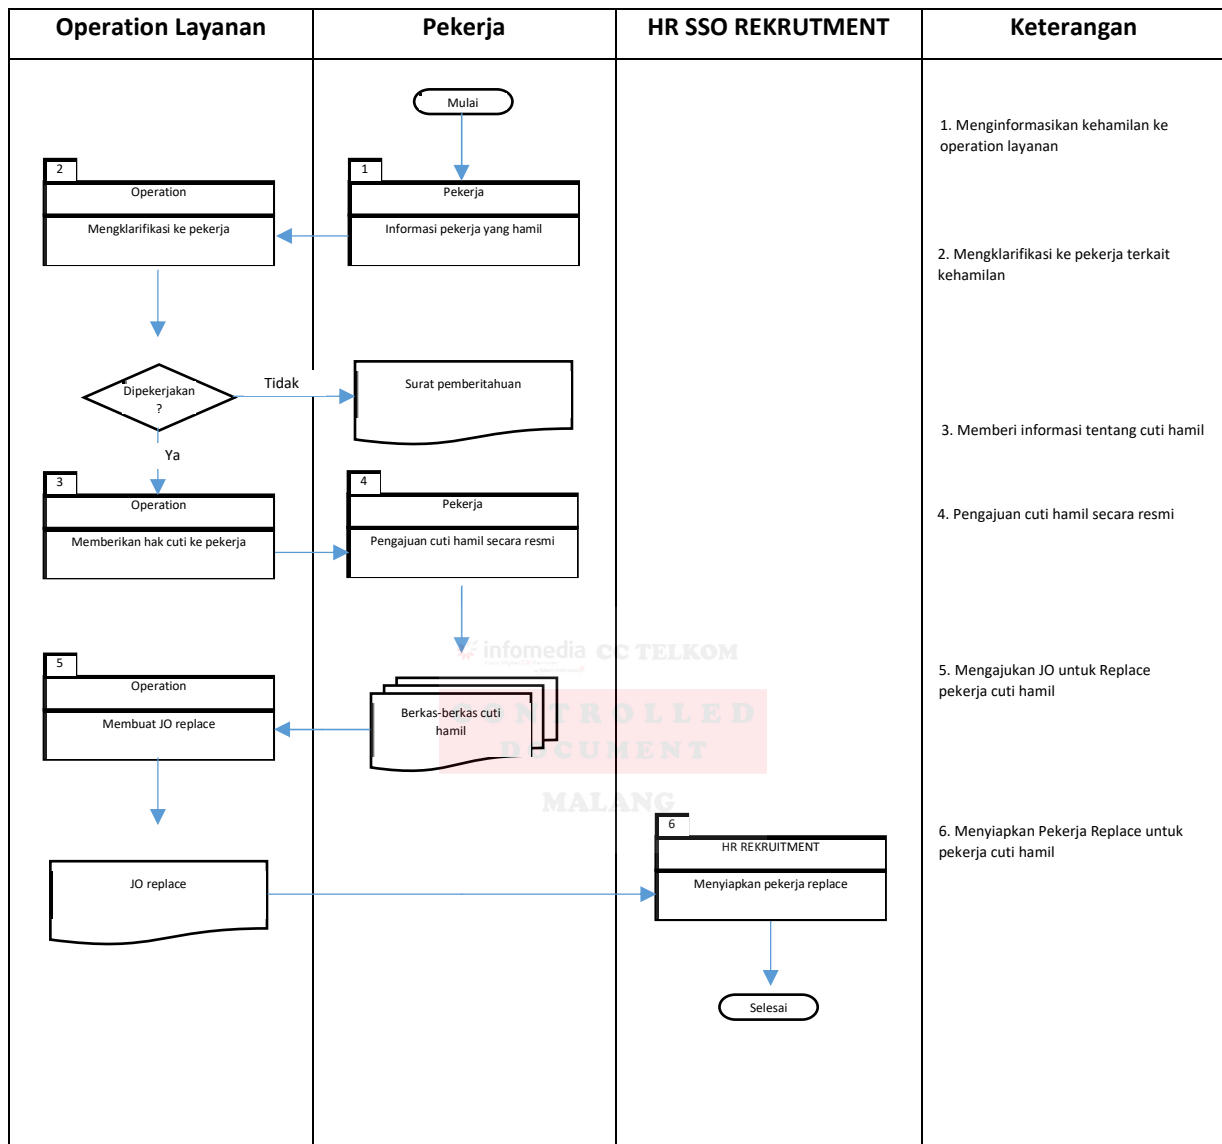 Operation Layanan
Pekerja
HR SSO REKRUTMENT
Keterangan
Mulai
1. Menginformasikan kehamilan ke
operation layanan
2
Operation
Mengklarifikasi ke pekerja
1
Pekerja
Informasi pekerja yang hamil
2. Mengklarifikasi ke pekerja terkait
kehamilan
Dipekerjakan
?
Tidak
Surat pemberitahuan
Ya
3. Memberi informasi tentang cuti hamil
3
Operation
Memberikan hak cuti ke pekerja
4
Pekerja
Pengajuan cuti hamil secara resmi
4. Pengajuan cuti hamil secara resmi
infomedia CC TELKOM
CONTROLLED
DOCUMENT
MALANG
5
Operation
Membuat JO replace
Berkas-berkas cuti
hamil
5. Mengajukan JO untuk Replace
pekerja cuti hamil
6
HR REKRUITMENT
Menyiapkan pekerja replace
6. Menyiapkan Pekerja Replace untuk
pekerja cuti hamil
JO replace
Selesai